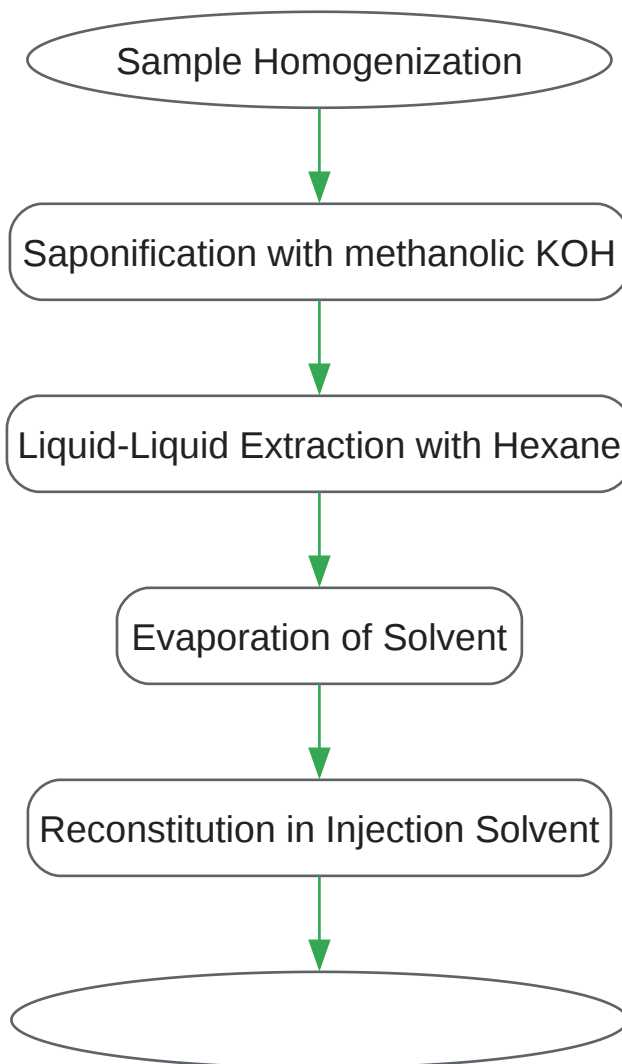 Sample Homogenization
Saponification with methanolic KOH
Liquid-Liquid Extraction with Hexane
Evaporation of Solvent
Reconstitution in Injection Solvent